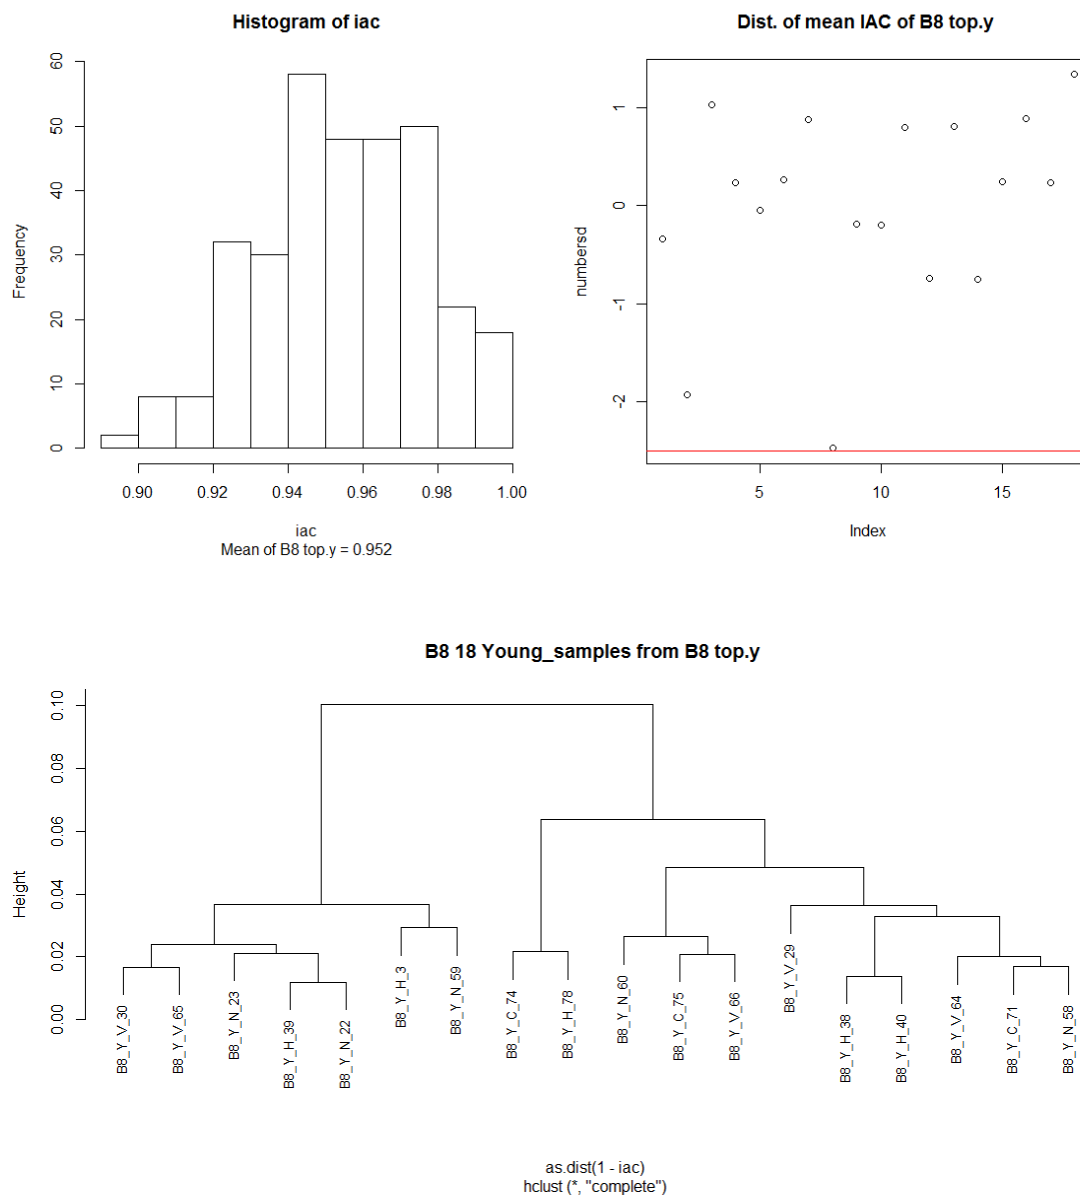 Histogram of iac
Frequency
0 10 20 30 40 50 60
0.90 0.92 0.94 0.96 0.98 1.00
iac
Mean of B8 top.y = 0.952
Dist. of mean IAC of B8 top.y
numbersd
-2 -1 0 1
5 10 15
Index
B8 18 Young_samples from B8 top.y
Height
0.00 0.02 0.04 0.06 0.08 0.10
B8_Y_V_30
B8_Y_V_65
B8_Y_N_23
B8_Y_H_39
B8_Y_N_22
B8_Y_H_3
B8_Y_N_59
B8_Y_C_74
B8_Y_H_78
B8_Y_N_60
B8_Y_C_75
B8_Y_V_66
B8_Y_V_29
B8_Y_H_38
B8_Y_H_40
B8_Y_V_64
B8_Y_C_71
B8_Y_N_58
as.dist(1 - iac)
hclust (*, "complete")